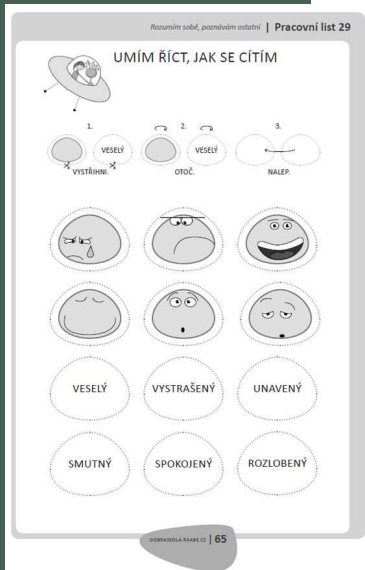 Rozumím sobě, poznávám ostatní | Pracovní list 29
UMÍM ŘÍCT, JAK SE CÍTÍM
1. 2. 3.
VESELÝ VESELÝ
VYSTŘIHNI. OTOČ. NALEP.
VESELÝ VYSTRAŠENÝ UNAVENÝ
SMUTNÝ SPOKOJENÝ ROZLOBENÝ
DOBRASKOLA.RAABE.CZ | 65